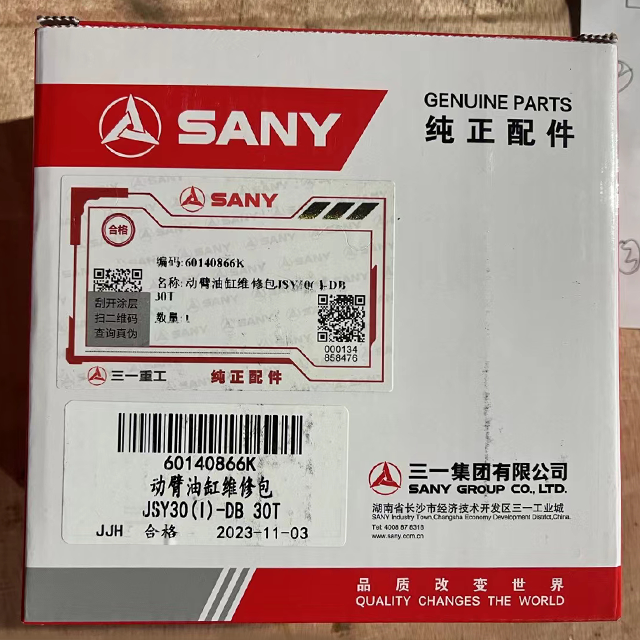 SANY
GENUINE PARTS
纯正配件
SANY
合格
编码:60140866K
名称:动臂油缸维修包
30T
数量:1
刮开涂层
扫二维码
查询真伪
000134
858476
三一重工
纯正配件
60140866K
动臂油缸维修包
JSY30(I)-DB 30T
JJH 合格 2023-11-03
三一集团有限公司
SANY GROUP CO., LTD.
湖南省长沙市经济技术开发区三一工业城
SANY Industry Town,Changsha Economy Development District,China.
Tel: 4008 87 8318
www.sany.com.cn
品质改变世界
QUALITY CHANGES THE WORLD